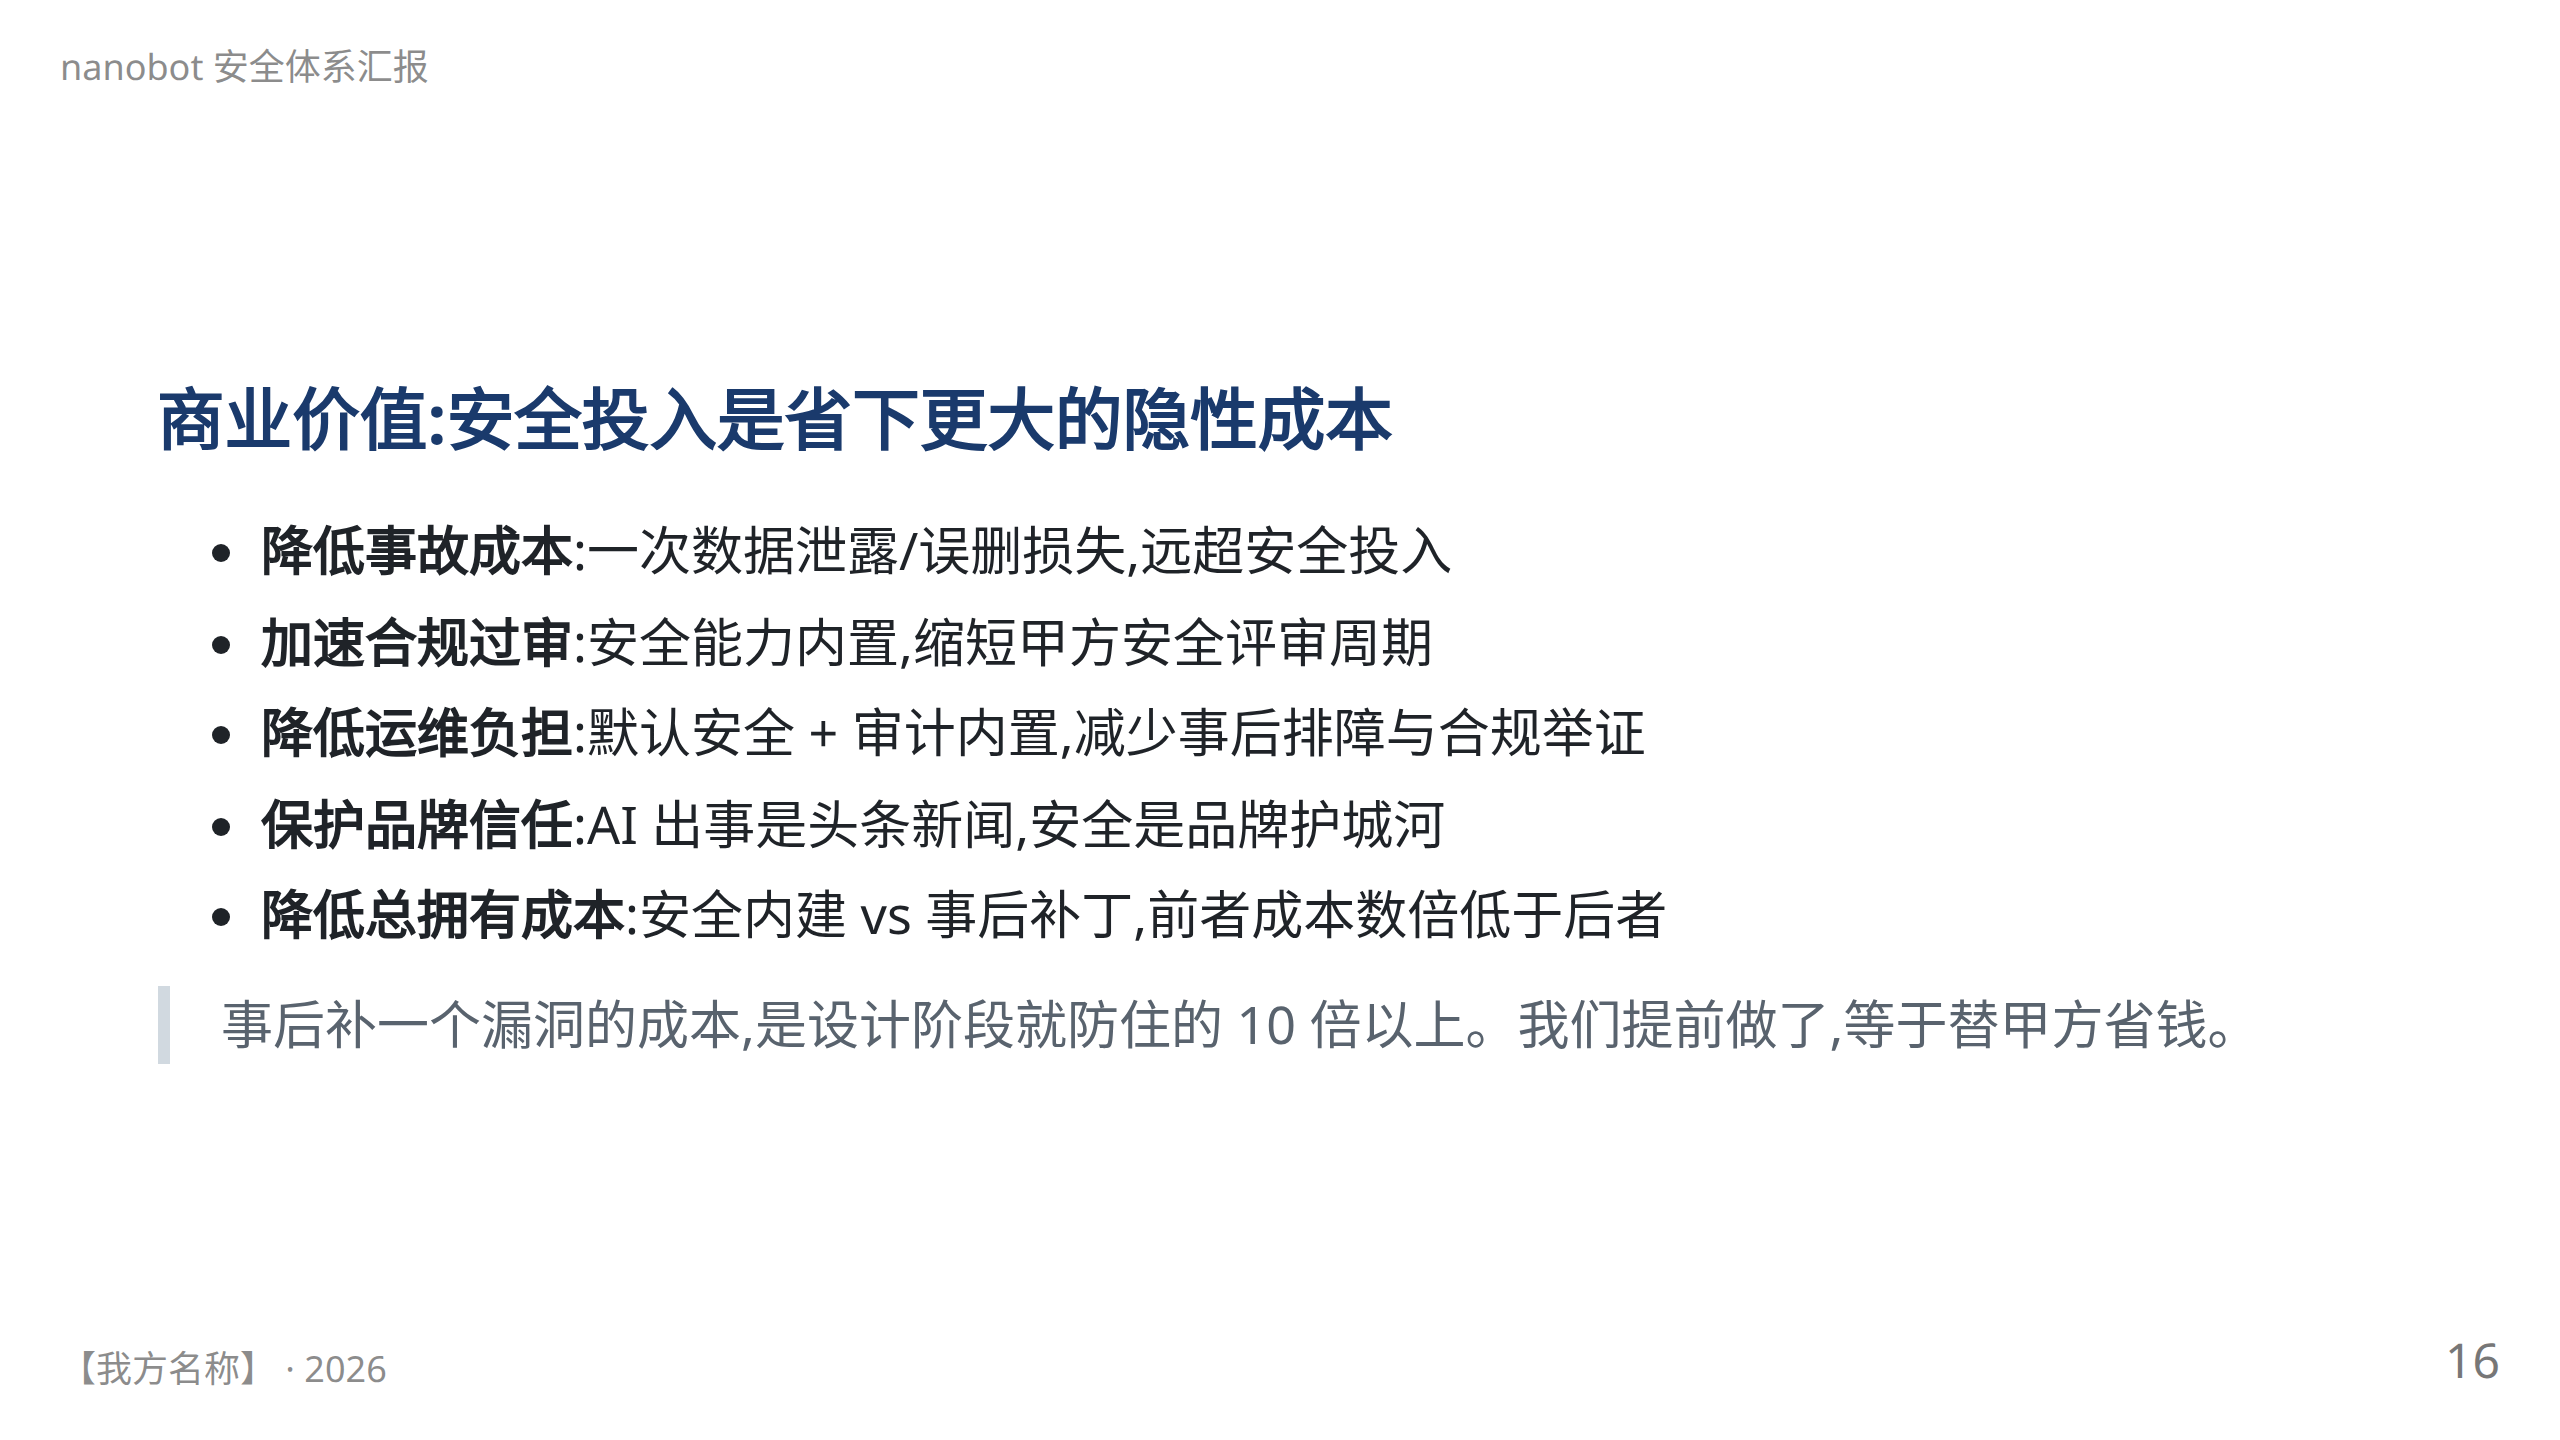 nanobot 安全体系汇报
商业价值:安全投入是省下更大的隐性成本
• 降低事故成本:一次数据泄露/误删损失,远超安全投入
• 加速合规过审:安全能力内置,缩短甲方安全评审周期
• 降低运维负担:默认安全 + 审计内置,减少事后排障与合规举证
• 保护品牌信任:AI 出事是头条新闻,安全是品牌护城河
• 降低总拥有成本:安全内建 vs 事后补丁,前者成本数倍低于后者
事后补一个漏洞的成本,是设计阶段就防住的 10 倍以上。我们提前做了,等于替甲方省钱。
【我方名称】 · 2026
16